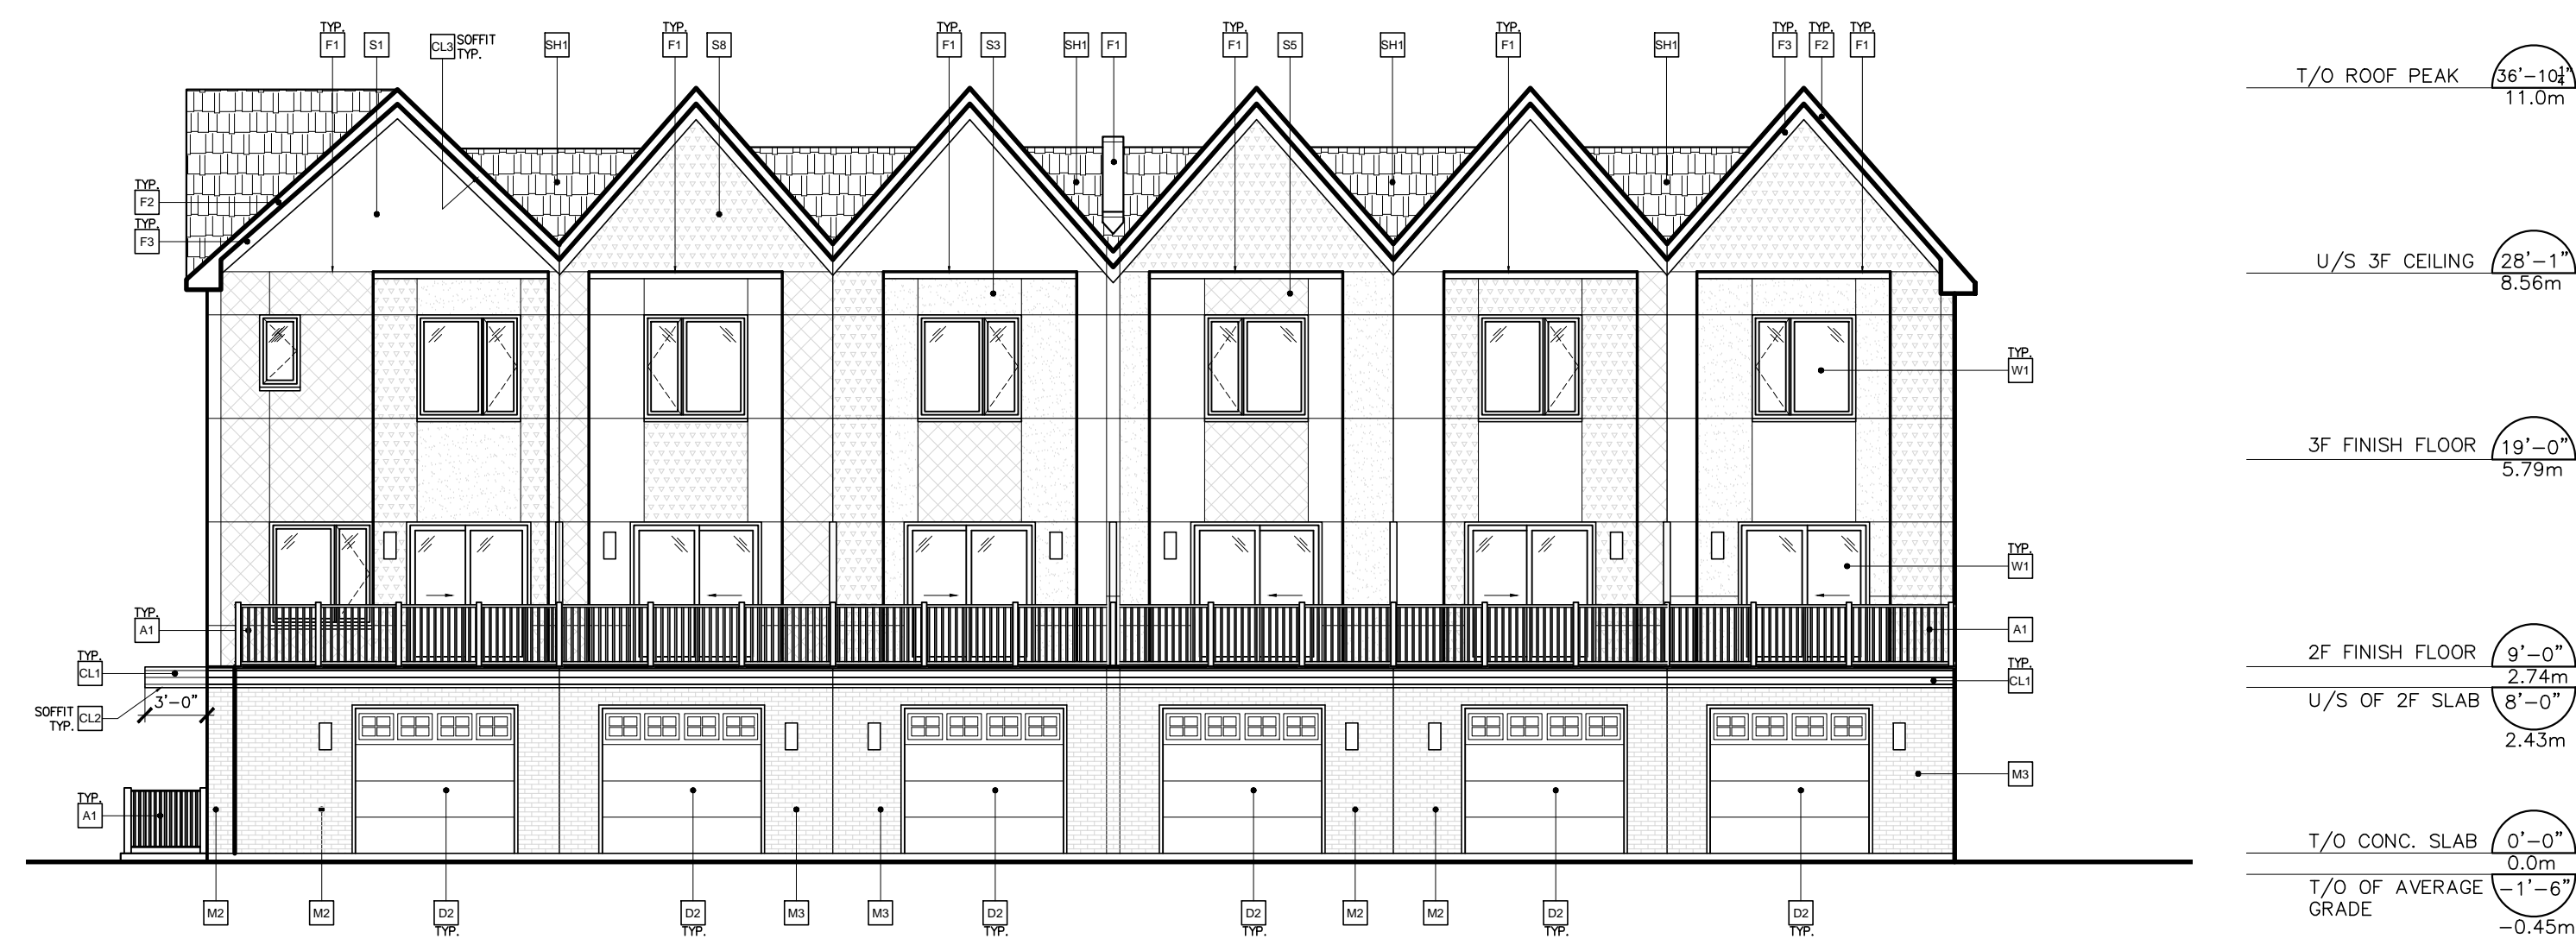 TYP.
F1
S1
CL3
SOFFIT
TYP.
SH1
TYP.
F1
S8
TYP.
F1
S3
SH1
F1
TYP.
F1
S5
SH1
TYP.
F1
SH1
TYP.
F3
TYP.
F2
TYP.
F1
T/O ROOF PEAK
36'-10¼"
11.0m
TYP.
F2
TYP.
F3
U/S 3F CEILING
28'-1"
8.56m
TYP.
W1
3F FINISH FLOOR
19'-0"
5.79m
TYP.
W1
TYP.
A1
A1
TYP.
CL1
TYP.
CL1
2F FINISH FLOOR
9'-0"
2.74m
U/S OF 2F SLAB
8'-0"
2.43m
3'-0"
SOFFIT
TYP.
CL2
M3
TYP.
A1
T/O CONC. SLAB
0'-0"
0.0m
T/O OF AVERAGE
GRADE
-1'-6"
-0.45m
M2
M2
D2
TYP.
D2
TYP.
M3
M3
D2
TYP.
D2
TYP.
M2
M2
D2
TYP.
D2
TYP.